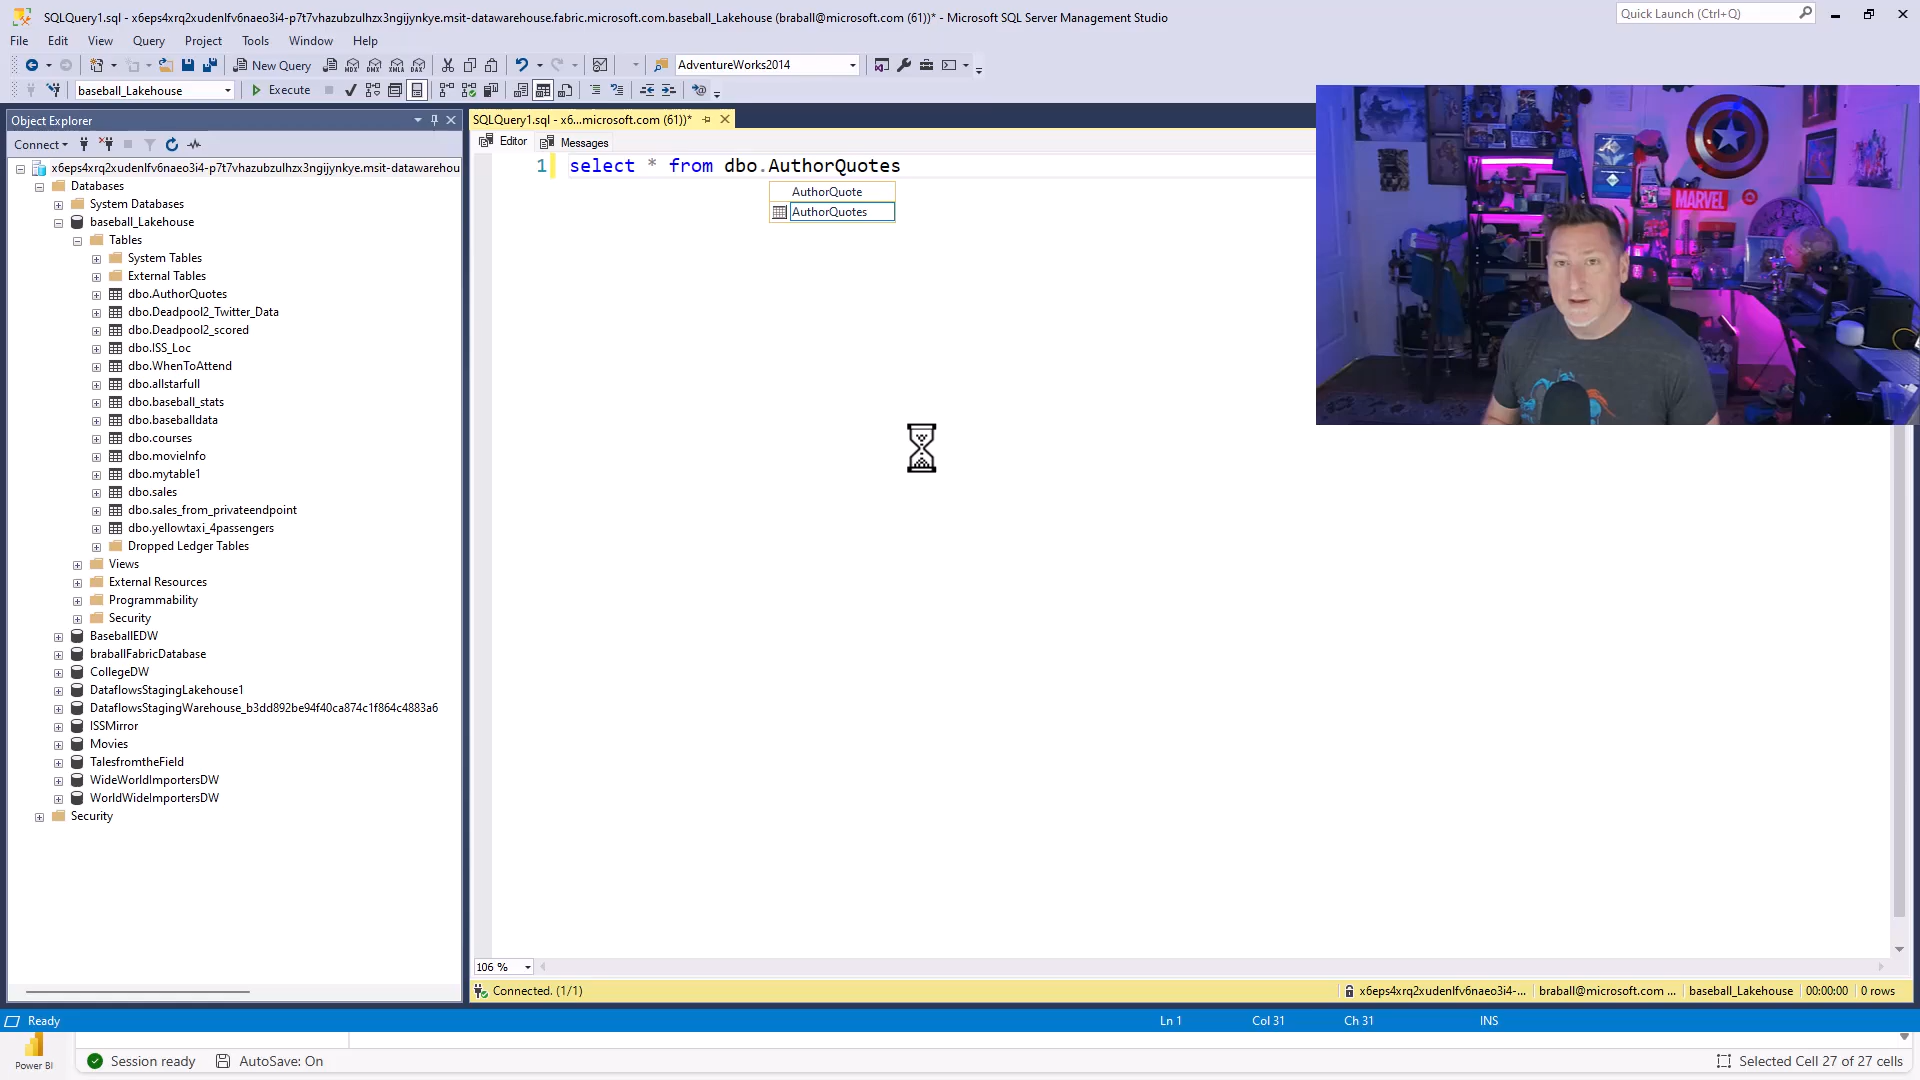 SQLQuery1.sql - x6eps4xrq2xudenlfv6naeo3i4-p7t7vhazubzulhzx3ngijynkye.msit-datawarehouse.fabric.microsoft.com.baseball_Lakehouse (braball@microsoft.com (61))* - Microsoft SQL Server Management Studio
Quick Launch (Ctrl+Q)
File Edit View Query Project Tools Window Help
New Query
MDX DMX XMLA DAX
AdventureWorks2014
baseball_Lakehouse
Execute
Object Explorer
SQLQuery1.sql - x6...microsoft.com (61))*
Connect
Editor
Messages
1 select * from dbo.AuthorQuotes
AuthorQuote
AuthorQuotes
x6eps4xrq2xudenlfv6naeo3i4-p7t7vhazubzulhzx3ngijynkye.msit-datawarehou
Databases
System Databases
baseball_Lakehouse
Tables
System Tables
External Tables
dbo.AuthorQuotes
dbo.Deadpool2_Twitter_Data
dbo.Deadpool2_scored
dbo.ISS_Loc
dbo.WhenToAttend
dbo.allstarfull
dbo.baseball_stats
dbo.baseballdata
dbo.courses
dbo.movieInfo
dbo.mytable1
dbo.sales
dbo.sales_from_privateendpoint
dbo.yellowtaxi_4passengers
Dropped Ledger Tables
Views
External Resources
Programmability
Security
BaseballEDW
braballFabricDatabase
CollegeDW
DataflowsStagingLakehouse1
DataflowsStagingWarehouse_b3dd892be94f40ca874c1f864c4883a6
ISSMirror
Movies
TalesfromtheField
WideWorldImportersDW
WorldWideImportersDW
Security
MARVEL
106 %
Connected. (1/1)
x6eps4xrq2xudenlfv6naeo3i4-...
braball@microsoft.com ...
baseball_Lakehouse
00:00:00
0 rows
Ready
Ln 1
Col 31
Ch 31
INS
Power BI
Session ready
AutoSave: On
Selected Cell 27 of 27 cells